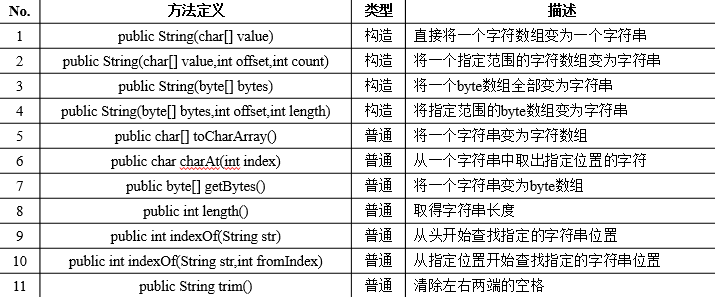 No. 方法定义 类型 描述
1 public String(char[] value) 构造 直接将一个字符数组变为一个字符串
2 public String(char[] value,int offset,int count) 构造 将一个指定范围的字符数组变为字符串
3 public String(byte[] bytes) 构造 将一个byte数组全部变为字符串
4 public String(byte[] bytes,int offset,int length) 构造 将指定范围的byte数组变为字符串
5 public char[] toCharArray() 普通 将一个字符串变为字符数组
6 public char charAt(int index) 普通 从一个字符串中取出指定位置的字符
7 public byte[] getBytes() 普通 将一个字符串变为byte数组
8 public int length() 普通 取得字符串长度
9 public int indexOf(String str) 普通 从头开始查找指定的字符串位置
10 public int indexOf(String str,int fromIndex) 普通 从指定位置开始查找指定的字符串位置
11 public String trim() 普通 清除左右两端的空格